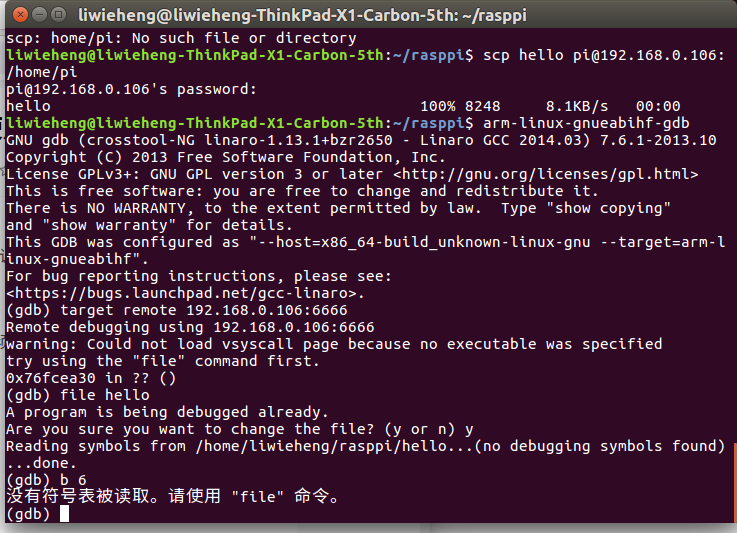 liwieheng@liwieheng-ThinkPad-X1-Carbon-5th: ~/rasppi
scp: home/pi: No such file or directory
liwieheng@liwieheng-ThinkPad-X1-Carbon-5th:~/rasppi$ scp hello pi@192.168.0.106:
/home/pi
pi@192.168.0.106's password:
hello 100% 8248 8.1KB/s 00:00
liwieheng@liwieheng-ThinkPad-X1-Carbon-5th:~/rasppi$ arm-linux-gnueabihf-gdb
GNU gdb (crosstool-NG linaro-1.13.1+bzr2650 - Linaro GCC 2014.03) 7.6.1-2013.10
Copyright (C) 2013 Free Software Foundation, Inc.
License GPLv3+: GNU GPL version 3 or later <http://gnu.org/licenses/gpl.html>
This is free software: you are free to change and redistribute it.
There is NO WARRANTY, to the extent permitted by law.  Type "show copying"
and "show warranty" for details.
This GDB was configured as "--host=x86_64-build_unknown-linux-gnu --target=arm-l
inux-gnueabihf".
For bug reporting instructions, please see:
<https://bugs.launchpad.net/gcc-linaro>.
(gdb) target remote 192.168.0.106:6666
Remote debugging using 192.168.0.106:6666
warning: Could not load vsyscall page because no executable was specified
try using the "file" command first.
0x76fcea30 in ?? ()
(gdb) file hello
A program is being debugged already.
Are you sure you want to change the file? (y or n) y
Reading symbols from /home/liwieheng/rasppi/hello...(no debugging symbols found)
...done.
(gdb) b 6
没有符号表被读取。请使用 "file" 命令。
(gdb)